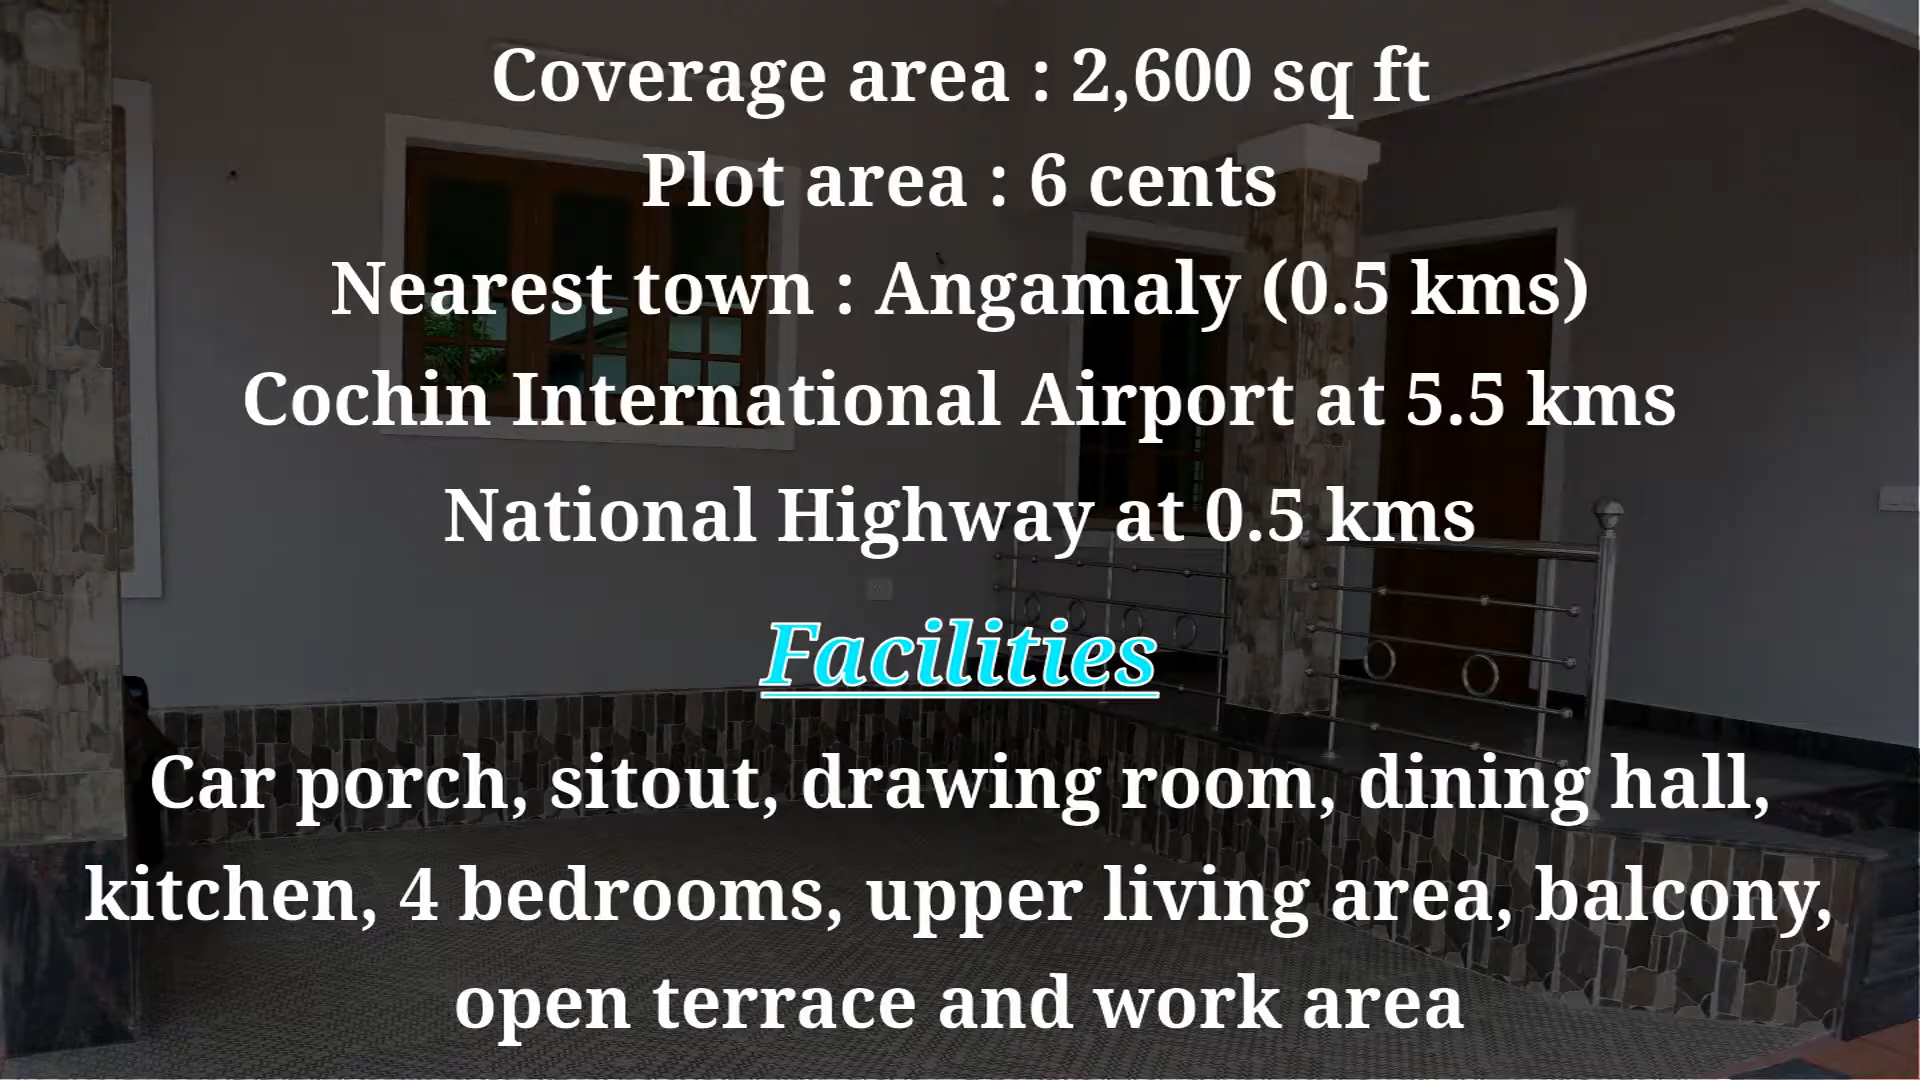 Coverage area : 2,600 sq ft
Plot area : 6 cents
Nearest town : Angamaly (0.5 kms)
Cochin International Airport at 5.5 kms
National Highway at 0.5 kms
Facilities
Car porch, sitout, drawing room, dining hall,
kitchen, 4 bedrooms, upper living area, balcony,
open terrace and work area